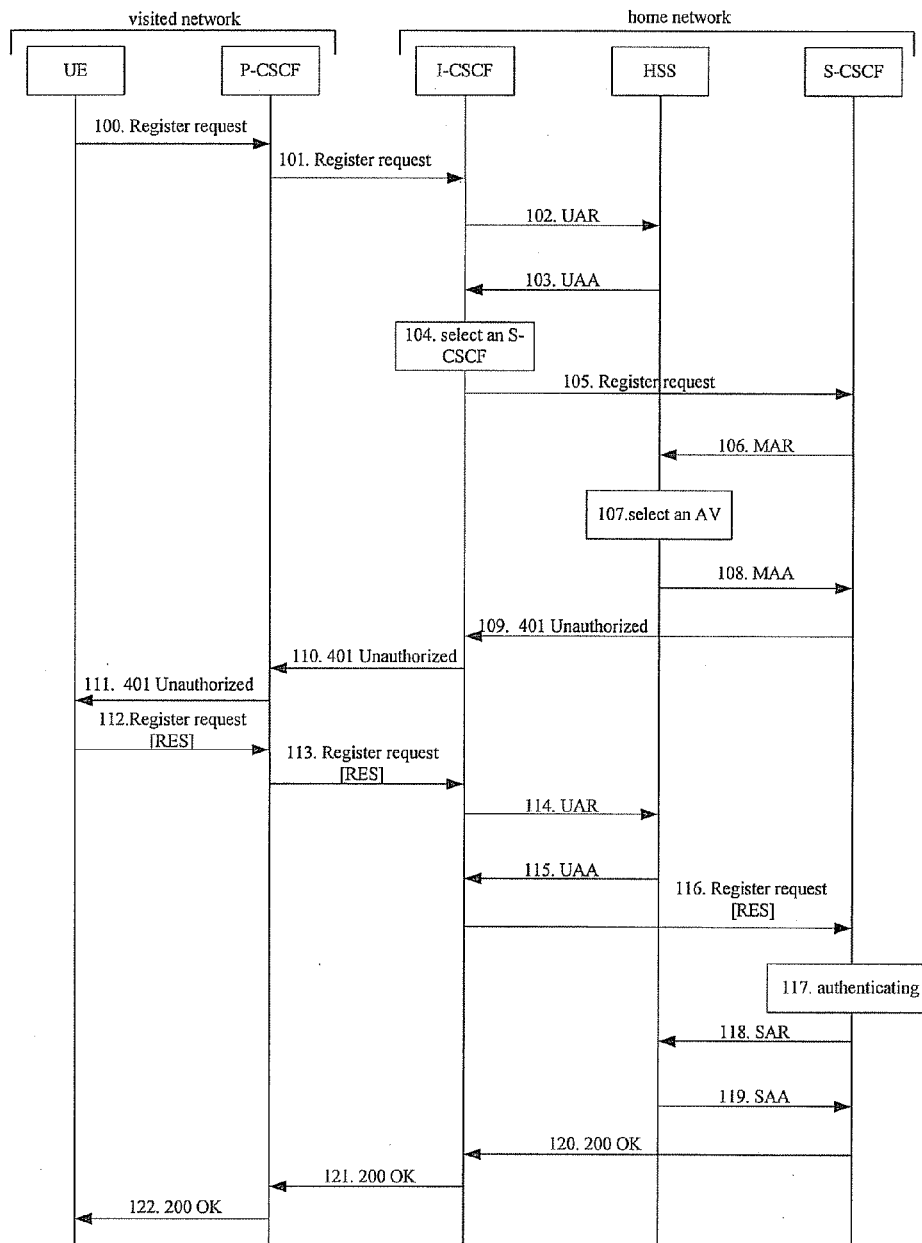 visited network
home network
UE
P-CSCF
I-CSCF
HSS
S-CSCF
100. Register request
101. Register request
102. UAR
103. UAA
104. select an S-
CSCF
105. Register request
106. MAR
107.select an AV
108. MAA
109. 401 Unauthorized
110. 401 Unauthorized
111. 401 Unauthorized
112.Register request
[RES]
113. Register request
[RES]
114. UAR
115. UAA
116. Register request
[RES]
117. authenticating
118. SAR
119. SAA
120. 200 OK
121. 200 OK
122. 200 OK